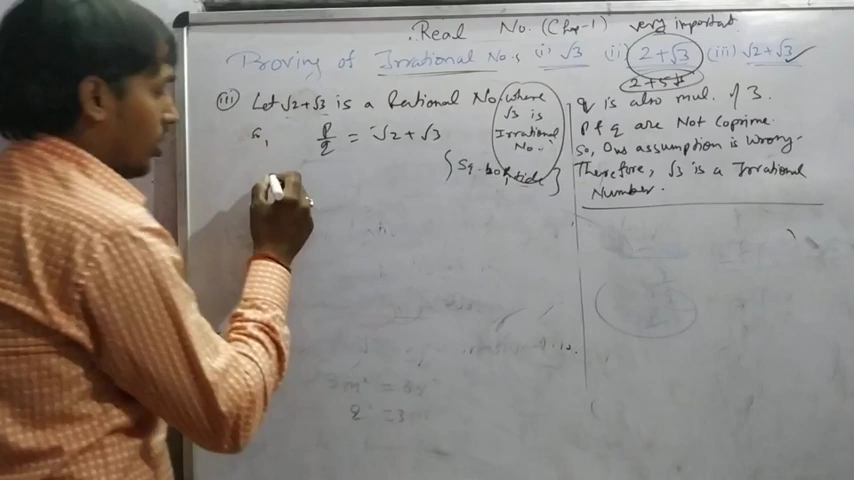 Real No. (Chap-1) very important
Proving of Irrational No.s (i) √3 (ii) 2+√3 (iii) √2+√3 ✓
2+5√3
(iii) Let √2+√3 is a Rational No. where
√3 is
Irrational
No.
So, p/q = √2+√3
{ Sq. both side }
q is also mul. of 3.
P & q are Not Coprime.
So, Our assumption is Wrong.
Therefore, √3 is a Irrational
Number.